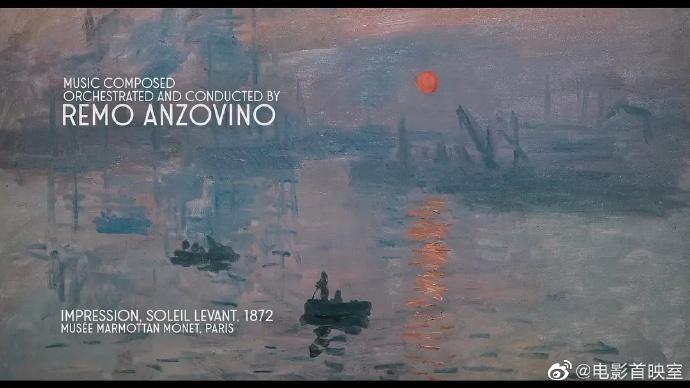 MUSIC COMPOSED
ORCHESTRATED AND CONDUCTED BY
REMO ANZOVINO
IMPRESSION, SOLEIL LEVANT. 1872
MUSÉE MARMOTTAN MONET, PARIS
@电影首映室